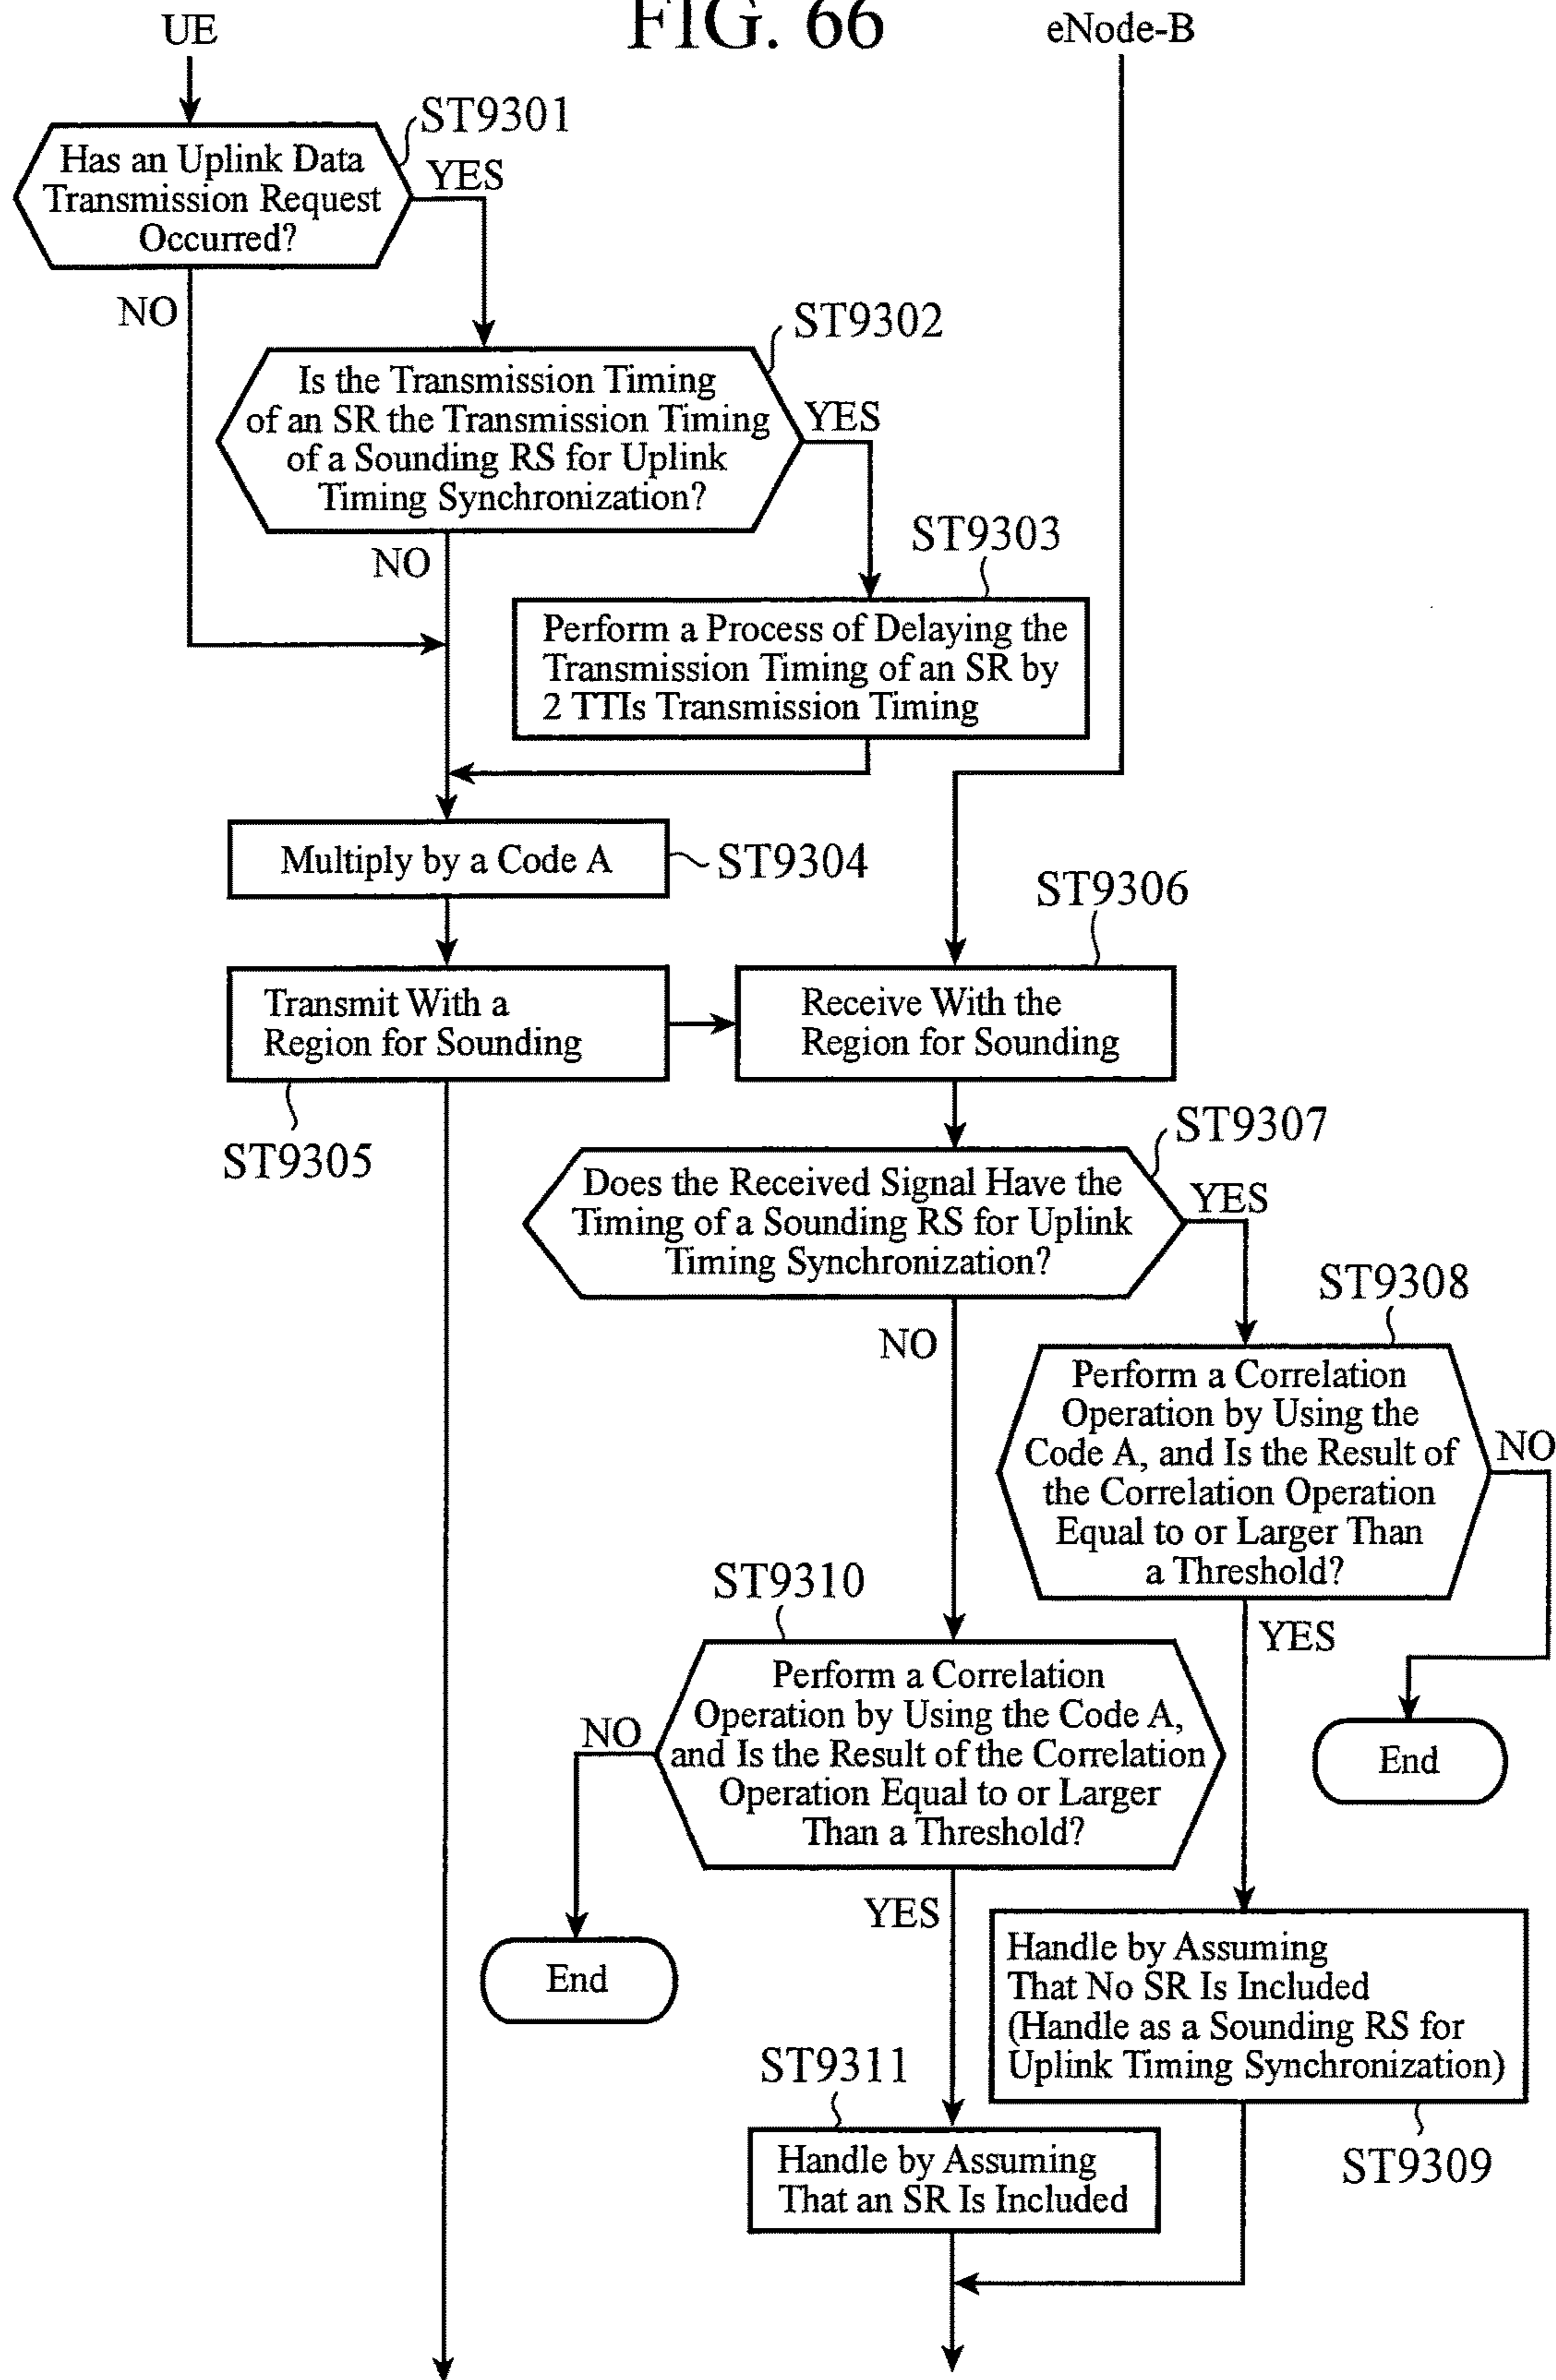 FIG. 66
UE
eNode-B
ST9301
Has an Uplink Data
Transmission Request
Occurred?
YES
NO
ST9302
Is the Transmission Timing
of an SR the Transmission Timing
of a Sounding RS for Uplink
Timing Synchronization?
YES
NO
ST9303
Perform a Process of Delaying the
Transmission Timing of an SR by
2 TTIs Transmission Timing
Multiply by a Code A
ST9304
ST9306
Transmit With a
Region for Sounding
Receive With the
Region for Sounding
ST9305
ST9307
Does the Received Signal Have the
Timing of a Sounding RS for Uplink
Timing Synchronization?
YES
NO
ST9308
Perform a Correlation
Operation by Using the
Code A, and Is the Result of
the Correlation Operation
Equal to or Larger Than
a Threshold?
NO
YES
End
ST9310
Perform a Correlation
Operation by Using the Code A,
and Is the Result of the Correlation
Operation Equal to or Larger
Than a Threshold?
NO
YES
End
Handle by Assuming
That No SR Is Included
(Handle as a Sounding RS for
Uplink Timing Synchronization)
ST9309
ST9311
Handle by Assuming
That an SR Is Included